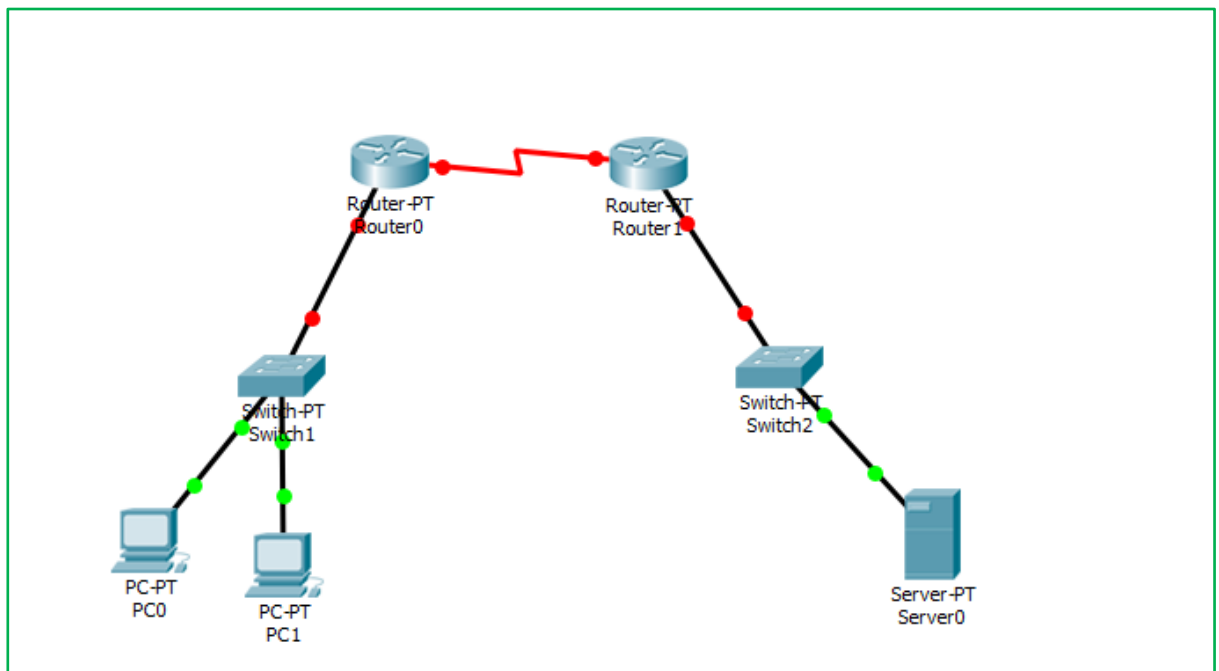 Router-PT
Router0
Router-PT
Router1
Switch-PT
Switch1
Switch-PT
Switch2
PC-PT
PC0
PC-PT
PC1
Server-PT
Server0